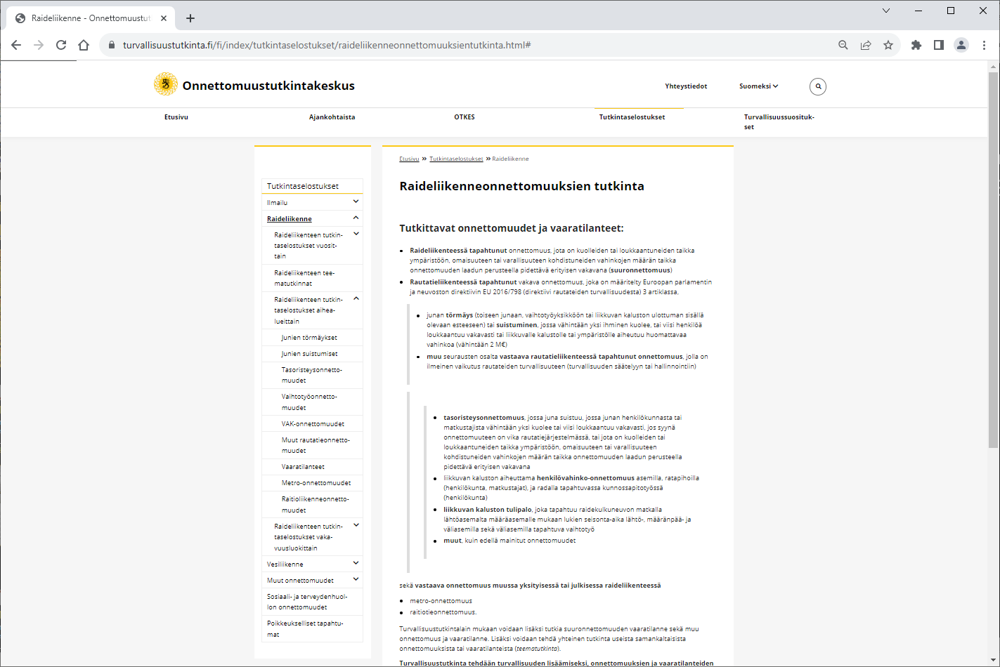 Raideliikenne - Onnettomuustut
turvallisuustutkinta.fi/fi/index/tutkintaselostukset/raideliikenneonnettomuuksientutkinta.html#
Onnettomuustutkintakeskus
Yhteystiedot
Suomeksi
Etusivu
Ajankohtaista
OTKES
Tutkintaselostukset
Turvallisuussuosituk-
set
Tutkintaselostukset
Ilmailu
Raideliikenne
Raideliikenteen tutkin-
taselostukset vuosit-
tain
Raideliikenteen tee-
matutkinnat
Raideliikenteen tutkin-
taselostukset aihea-
lueittain
Junien törmäykset
Junien suistumiset
Tasoristeysonnetto-
muudet
Vaihtotyöonnetto-
muudet
VAK-onnettomuudet
Muut rautatieonnetto-
muudet
Vaaratilanteet
Metro-onnettomuudet
Raitioliikenneonnetto-
muudet
Raideliikenteen tutkin-
taselostukset vaka-
vuusluokittain
Vesiliikenne
Muut onnettomuudet
Sosiaali- ja terveydenhuol-
lon onnettomuudet
Poikkeukselliset tapahtu-
mat
Etusivu » Tutkintaselostukset » Raideliikenne
Raideliikenneonnettomuuksien tutkinta
Tutkittavat onnettomuudet ja vaaratilanteet:
• Raideliikenteessä tapahtunut onnettomuus, jota on kuolleiden tai loukkaantuneiden taikka
ympäristöön, omaisuuteen tai varallisuuteen kohdistuneiden vahinkojen määrän taikka
onnettomuuden laadun perusteella pidettävä erityisen vakavana (suuronnettomuus)
• Rautatieliikenteessä tapahtunut vakava onnettomuus, joka on määritelty Euroopan parlamentin
ja neuvoston direktiivin EU 2016/798 (direktiivi rautateiden turvallisuudesta) 3 artiklassa,
• junan törmäys (toiseen junaan, vaihtotyöyksikköön tai liikkuvan kaluston ulottuman sisällä
olevaan esteeseen) tai suistuminen, jossa vähintään yksi ihminen kuolee, tai viisi henkilöä
loukkaantuu vakavasti tai liikkuvalle kalustolle tai ympäristölle aiheutuu huomattavaa
vahinkoa (vähintään 2 M€)
• muu seurausten osalta vastaava rautatieliikenteessä tapahtunut onnettomuus, jolla on
ilmeinen vaikutus rautateiden turvallisuuteen (turvallisuuden säätelyyn tai hallinnointiin)
• tasoristeysonnettomuus, jossa juna suistuu, jossa junan henkilökunnasta tai
matkustajista vähintään yksi kuolee tai viisi loukkaantuu vakavasti, jos syynä
onnettomuuteen on vika rautatiejärjestelmässä, tai jota on kuolleiden tai
loukkaantuneiden taikka ympäristöön, omaisuuteen tai varallisuuteen
kohdistuneiden vahinkojen määrän taikka onnettomuuden laadun perusteella
pidettävä erityisen vakavana
• liikkuvan kaluston aiheuttama henkilövahinko-onnettomuus asemilla, ratapihoilla
(henkilökunta, matkustajat), ja radalla tapahtuvassa kunnossapitotyössä
(henkilökunta)
• liikkuvan kaluston tulipalo, joka tapahtuu raidekulkuneuvon matkalla
lähtöasemalta määräasemalle mukaan lukien seisonta-aika lähtö-, määränpää- ja
väliasemilla sekä väliasemilla tapahtuva vaihtotyö
• muut, kuin edellä mainitut onnettomuudet
sekä vastaava onnettomuus muussa yksityisessä tai julkisessa raideliikenteessä
• metro-onnettomuus
• raitiotieonnettomuus.
Turvallisuustutkintalain mukaan voidaan lisäksi tutkia suuronnettomuuden vaaratilanne sekä muu
onnettomuus ja vaaratilanne. Lisäksi voidaan tehdä yhteinen tutkinta useista samankaltaisista
onnettomuuksista tai vaaratilanteista (teematutkinta).
Turvallisuustutkinta tehdään turvallisuuden lisäämiseksi, onnettomuuksien ja vaaratilanteiden